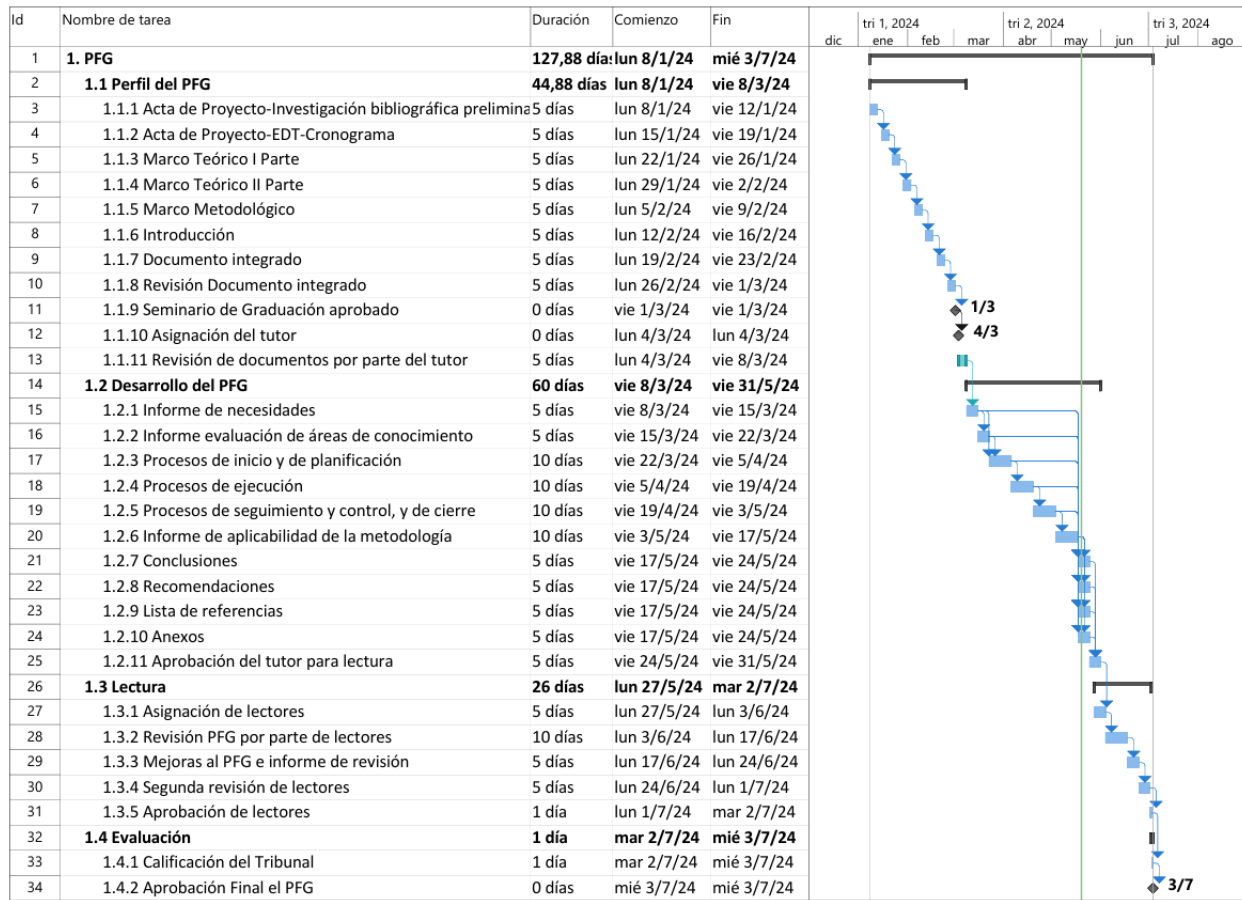 Id Nombre de tarea Duración Comienzo Fin tri 1, 2024 tri 2, 2024 tri 3, 2024
dic ene feb mar abr may jun jul ago
1 1. PFG 127,88 días lun 8/1/24 mié 3/7/24
2 1.1 Perfil del PFG 44,88 días lun 8/1/24 vie 8/3/24
3 1.1.1 Acta de Proyecto-Investigación bibliográfica prelimina 5 días lun 8/1/24 vie 12/1/24
4 1.1.2 Acta de Proyecto-EDT-Cronograma 5 días lun 15/1/24 vie 19/1/24
5 1.1.3 Marco Teórico I Parte 5 días lun 22/1/24 vie 26/1/24
6 1.1.4 Marco Teórico II Parte 5 días lun 29/1/24 vie 2/2/24
7 1.1.5 Marco Metodológico 5 días lun 5/2/24 vie 9/2/24
8 1.1.6 Introducción 5 días lun 12/2/24 vie 16/2/24
9 1.1.7 Documento integrado 5 días lun 19/2/24 vie 23/2/24
10 1.1.8 Revisión Documento integrado 5 días lun 26/2/24 vie 1/3/24
11 1.1.9 Seminario de Graduación aprobado 0 días vie 1/3/24 vie 1/3/24 1/3
12 1.1.10 Asignación del tutor 0 días lun 4/3/24 lun 4/3/24 4/3
13 1.1.11 Revisión de documentos por parte del tutor 5 días lun 4/3/24 vie 8/3/24
14 1.2 Desarrollo del PFG 60 días vie 8/3/24 vie 31/5/24
15 1.2.1 Informe de necesidades 5 días vie 8/3/24 vie 15/3/24
16 1.2.2 Informe evaluación de áreas de conocimiento 5 días vie 15/3/24 vie 22/3/24
17 1.2.3 Procesos de inicio y de planificación 10 días vie 22/3/24 vie 5/4/24
18 1.2.4 Procesos de ejecución 10 días vie 5/4/24 vie 19/4/24
19 1.2.5 Procesos de seguimiento y control, y de cierre 10 días vie 19/4/24 vie 3/5/24
20 1.2.6 Informe de aplicabilidad de la metodología 10 días vie 3/5/24 vie 17/5/24
21 1.2.7 Conclusiones 5 días vie 17/5/24 vie 24/5/24
22 1.2.8 Recomendaciones 5 días vie 17/5/24 vie 24/5/24
23 1.2.9 Lista de referencias 5 días vie 17/5/24 vie 24/5/24
24 1.2.10 Anexos 5 días vie 17/5/24 vie 24/5/24
25 1.2.11 Aprobación del tutor para lectura 5 días vie 24/5/24 vie 31/5/24
26 1.3 Lectura 26 días lun 27/5/24 mar 2/7/24
27 1.3.1 Asignación de lectores 5 días lun 27/5/24 lun 3/6/24
28 1.3.2 Revisión PFG por parte de lectores 10 días lun 3/6/24 lun 17/6/24
29 1.3.3 Mejoras al PFG e informe de revisión 5 días lun 17/6/24 lun 24/6/24
30 1.3.4 Segunda revisión de lectores 5 días lun 24/6/24 lun 1/7/24
31 1.3.5 Aprobación de lectores 1 día lun 1/7/24 mar 2/7/24
32 1.4 Evaluación 1 día mar 2/7/24 mié 3/7/24
33 1.4.1 Calificación del Tribunal 1 día mar 2/7/24 mié 3/7/24
34 1.4.2 Aprobación Final el PFG 0 días mié 3/7/24 mié 3/7/24 3/7